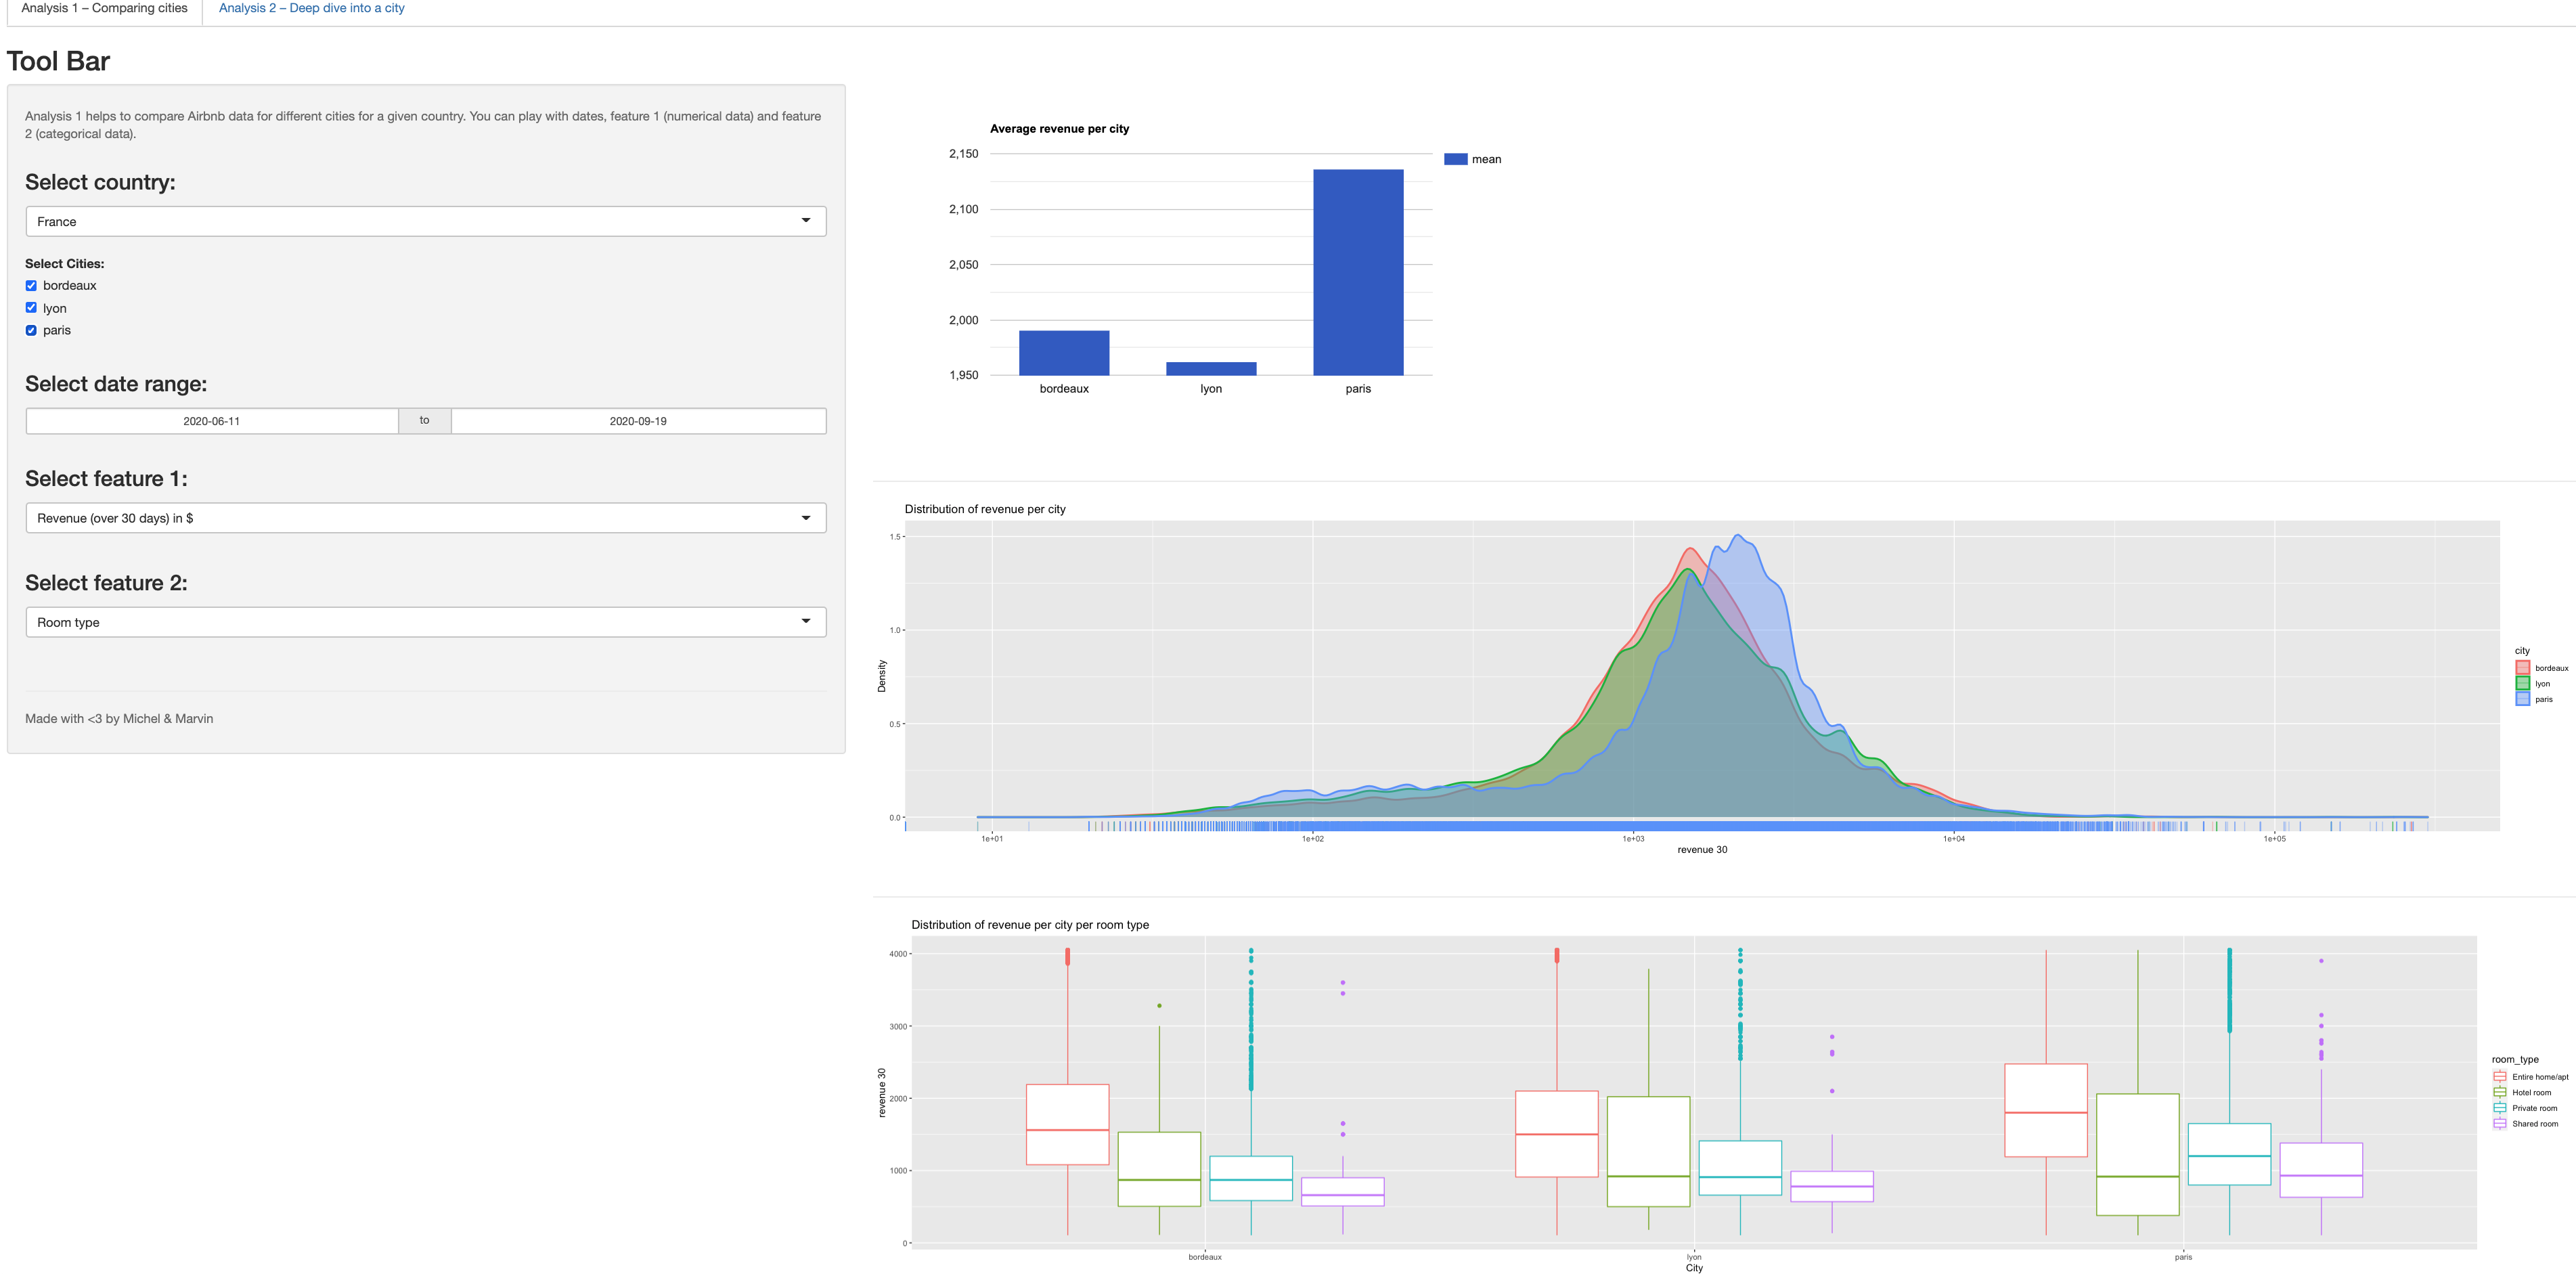 Analysis 1 – Comparing cities
Analysis 2 – Deep dive into a city
Tool Bar
Analysis 1 helps to compare Airbnb data for different cities for a given country. You can play with dates, feature 1 (numerical data) and feature
2 (categorical data).
Select country:
France
Select Cities:
bordeaux
lyon
paris
Select date range:
2020-06-11 to 2020-09-19
Select feature 1:
Revenue (over 30 days) in $
Select feature 2:
Room type
Made with <3 by Michel & Marvin
Average revenue per city
2,150
2,100
2,050
2,000
1,950
bordeaux lyon paris
mean
Distribution of revenue per city
Density
1.5
1.0
0.5
0.0
1e+01 1e+02 1e+03 1e+04 1e+05
revenue 30
city
bordeaux
lyon
paris
Distribution of revenue per city per room type
revenue 30
4000
3000
2000
1000
0
bordeaux lyon paris
City
room_type
Entire home/apt
Hotel room
Private room
Shared room